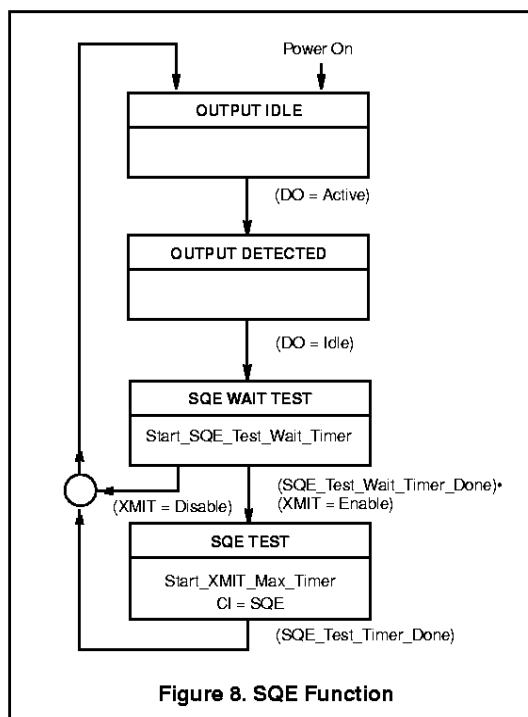 Power On
OUTPUT IDLE
(DO = Active)
OUTPUT DETECTED
(DO = Idle)
SQE WAIT TEST
Start_SQE_Test_Wait_Timer
(SQE_Test_Wait_Timer_Done)•
(XMIT = Disable)
(XMIT = Enable)
SQE TEST
Start_XMIT_Max_Timer
CI = SQE
(SQE_Test_Timer_Done)
Figure 8. SQE Function